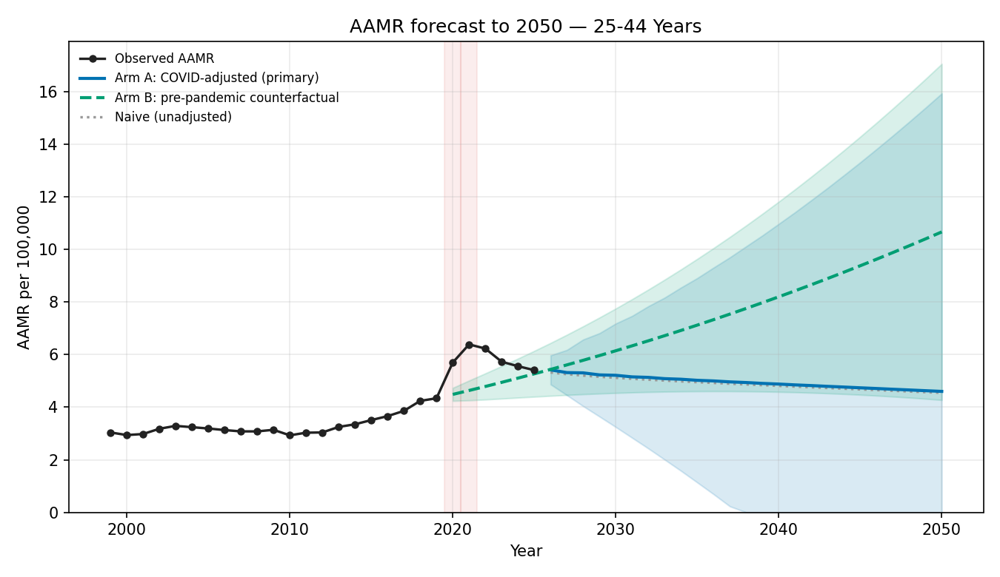 AAMR forecast to 2050 — 25-44 Years
Observed AAMR
Arm A: COVID-adjusted (primary)
Arm B: pre-pandemic counterfactual
Naive (unadjusted)
AAMR per 100,000
16
14
12
10
8
6
4
2
0
2000 2010 2020 2030 2040 2050
Year